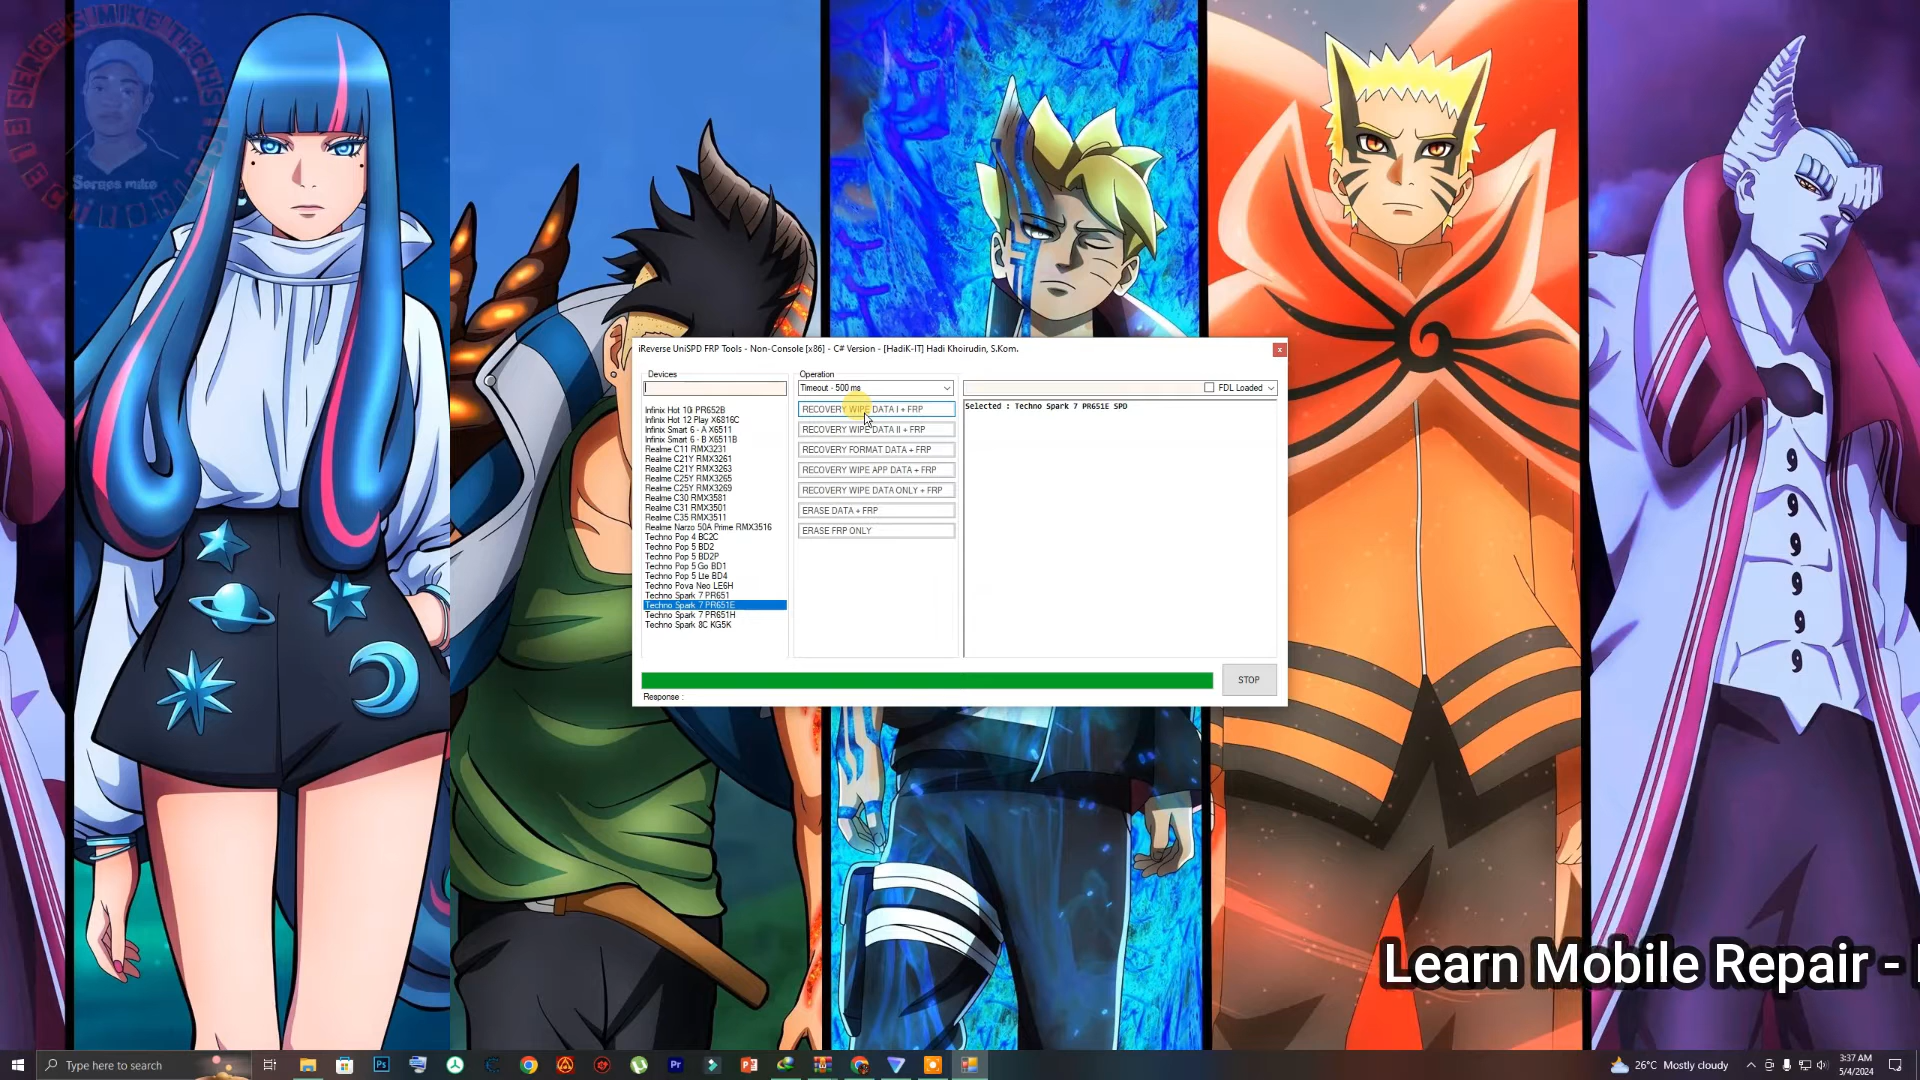 SERGES MIKE TECHS
ELECTRONIQUE
Serges mike
iReverse UniSPD FRP Tools - Non-Console [x86] - C# Version - [HadiK-IT] Hadi Khoirudin, S.Kom.
x
Devices
Infinix Hot 10i PR652B
Infinix Hot 12 Play X6816C
Infinix Smart 6 - A X6511
Infinix Smart 6 - B X6511B
Realme C11 RMX3231
Realme C21Y RMX3261
Realme C21Y RMX3263
Realme C25Y RMX3265
Realme C25Y RMX3269
Realme C30 RMX3581
Realme C31 RMX3501
Realme C35 RMX3511
Realme Narzo 50A Prime RMX3516
Techno Pop 4 BC2C
Techno Pop 5 BD2
Techno Pop 5 BD2P
Techno Pop 5 Go BD1
Techno Pop 5 Lte BD4
Techno Pova Neo LE6H
Techno Spark 7 PR651
Techno Spark 7 PR651E
Techno Spark 7 PR651H
Techno Spark 8C KG5K
Operation
Timeout - 500 ms
RECOVERY WIPE DATA I + FRP
RECOVERY WIPE DATA II + FRP
RECOVERY FORMAT DATA + FRP
RECOVERY WIPE APP DATA + FRP
RECOVERY WIPE DATA ONLY + FRP
ERASE DATA + FRP
ERASE FRP ONLY
FDL Loaded
Selected : Techno Spark 7 PR651E SPD
STOP
Response :
Learn Mobile Repair -
Type here to search
Ps
Pr
26°C Mostly cloudy
3:37 AM
5/4/2024